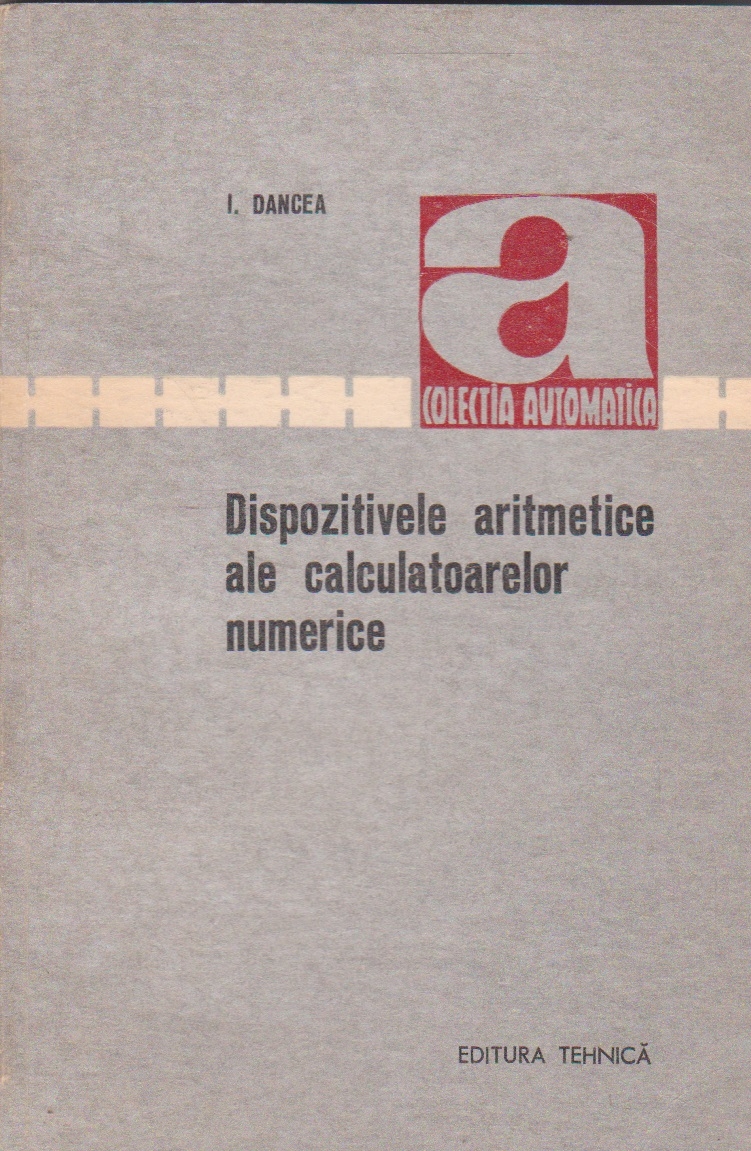 I. DANCEA
a
COLECTIA AUTOMATICA
Dispozitivele aritmetice
ale calculatoarelor
numerice
EDITURA TEHNICĂ